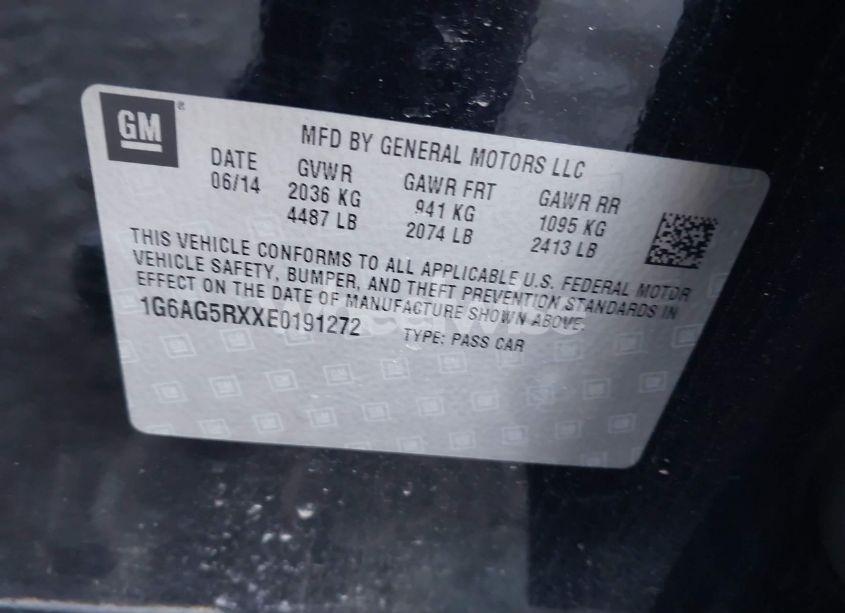 GM®
MFD BY GENERAL MOTORS LLC
DATE GVWR GAWR FRT GAWR RR
06/14 2036 KG 941 KG 1095 KG
4487 LB 2074 LB 2413 LB
THIS VEHICLE CONFORMS TO ALL APPLICABLE U.S. FEDERAL MOTOR
VEHICLE SAFETY, BUMPER, AND THEFT PREVENTION STANDARDS IN
EFFECT ON THE DATE OF MANUFACTURE SHOWN ABOVE.
1G6AG5RXXE0191272 TYPE: PASS CAR